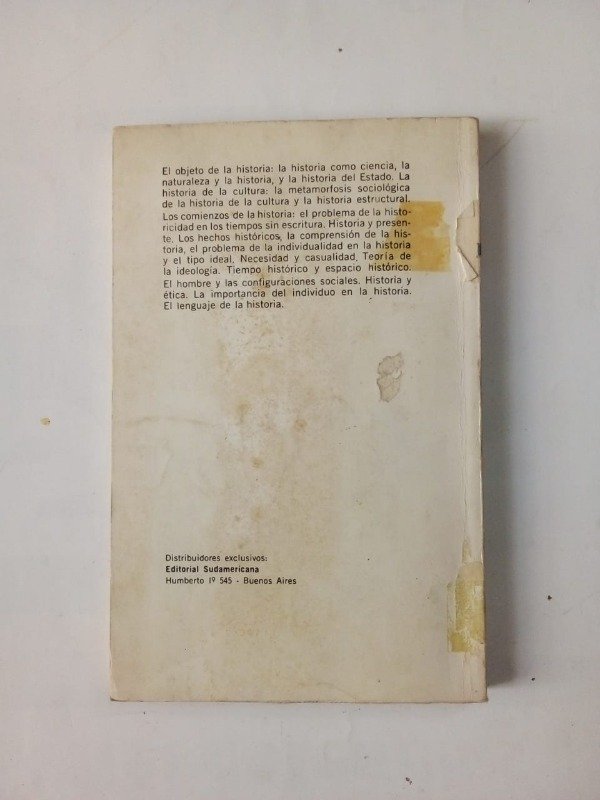 El objeto de la historia: la historia como ciencia, la
naturaleza y la historia, y la historia del Estado. La
historia de la cultura: la metamorfosis sociológica
de la historia de la cultura y la historia estructural.
Los comienzos de la historia: el problema de la histo-
ricidad en los tiempos sin escritura. Historia y presen-
te. Los hechos históricos, la comprensión de la his-
toria, el problema de la individualidad en la historia
y el tipo ideal. Necesidad y casualidad. Teoría de
la ideología. Tiempo histórico y espacio histórico.
El hombre y las configuraciones sociales. Historia y
ética. La importancia del individuo en la historia.
El lenguaje de la historia.
Distribuidores exclusivos:
Editorial Sudamericana
Humberto 1º 545 - Buenos Aires